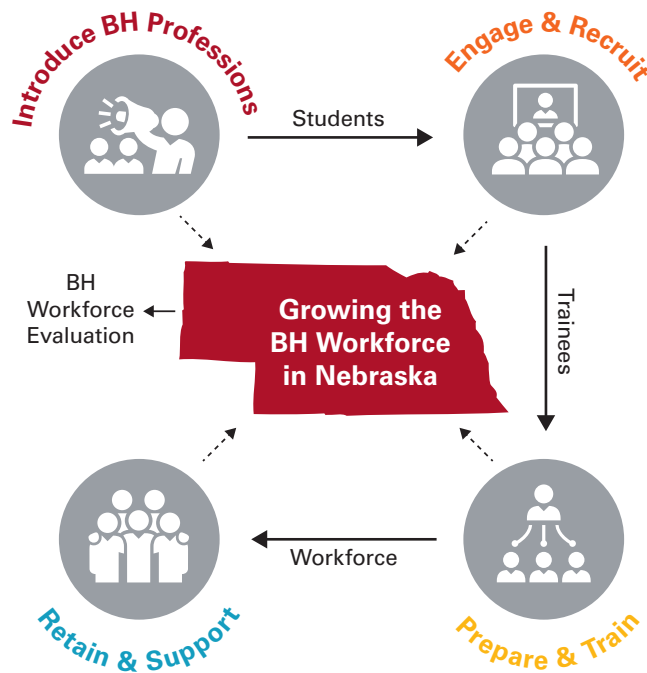 Introduce BH Professions
Engage & Recruit
Students
BH
Workforce
Evaluation
Growing the
BH Workforce
in Nebraska
Trainees
Workforce
Retain & Support
Prepare & Train